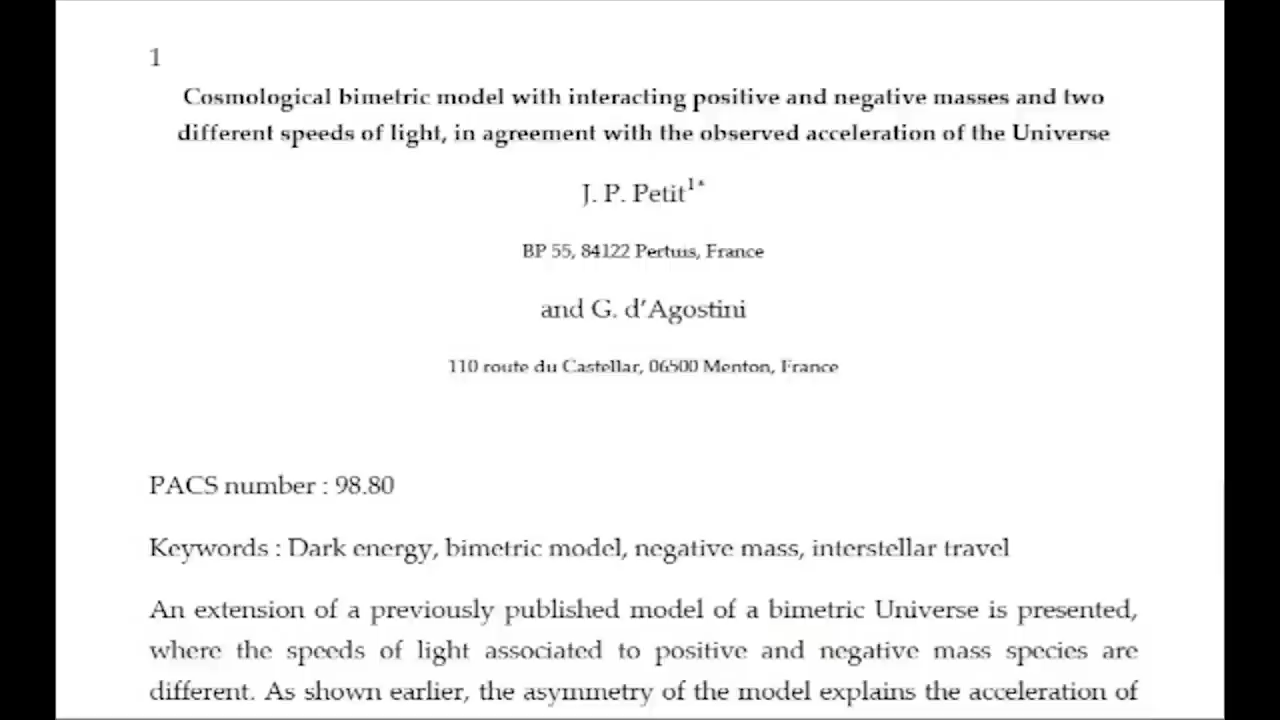 1
Cosmological bimetric model with interacting positive and negative masses and two
different speeds of light, in agreement with the observed acceleration of the Universe
J. P. Petit1*
BP 55, 84122 Pertuis, France
and G. d’Agostini
110 route du Castellar, 06500 Menton, France
PACS number : 98.80
Keywords : Dark energy, bimetric model, negative mass, interstellar travel
An extension of a previously published model of a bimetric Universe is presented,
where the speeds of light associated to positive and negative mass species are
different. As shown earlier, the asymmetry of the model explains the acceleration of